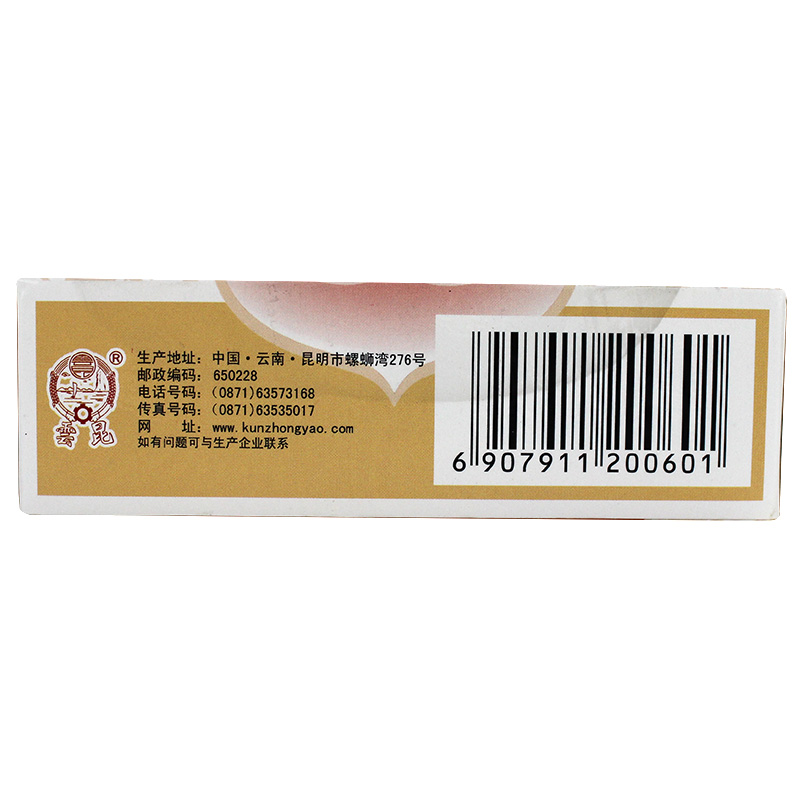 ®
雲昆
生产地址：中国·云南·昆明市螺蛳湾276号
邮政编码：650228
电话号码：(0871)63573168
传真号码：(0871)63535017
网　　址：www.kunzhongyao.com
如有问题可与生产企业联系
6 907911 200601